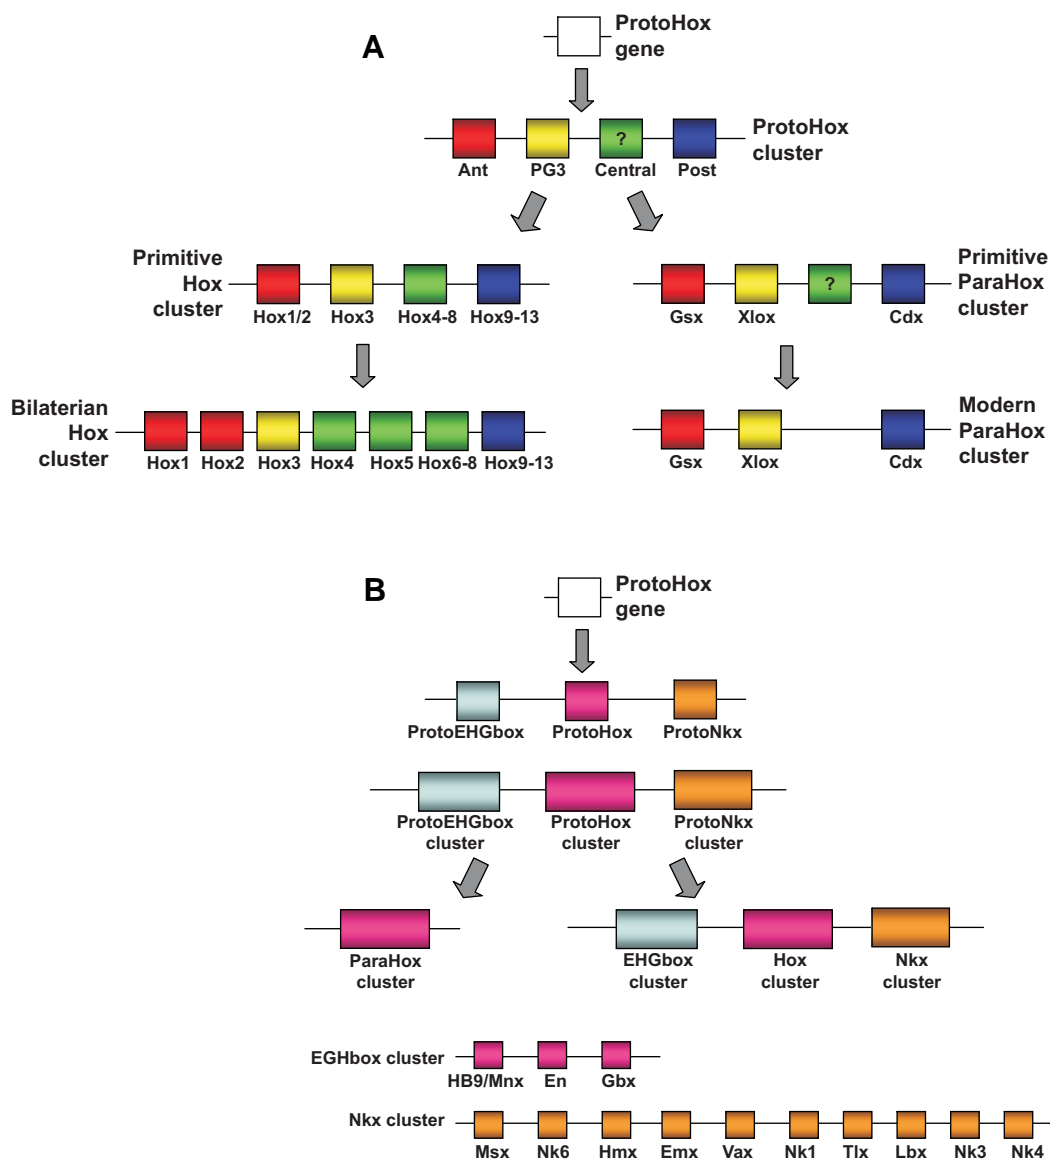 A
ProtoHox
gene
?
ProtoHox
cluster
Ant PG3 Central Post
Primitive
Hox
cluster
Hox1/2 Hox3 Hox4-8 Hox9-13
?
Primitive
ParaHox
cluster
Gsx Xlox Cdx
Bilaterian
Hox
cluster
Hox1 Hox2 Hox3 Hox4 Hox5 Hox6-8 Hox9-13
Modern
ParaHox
cluster
Gsx Xlox Cdx
B
ProtoHox
gene
ProtoEHGbox ProtoHox ProtoNkx
ProtoEHGbox
cluster
ProtoHox
cluster
ProtoNkx
cluster
ParaHox
cluster
EHGbox
cluster
Hox
cluster
Nkx
cluster
EGHbox cluster
HB9/Mnx En Gbx
Nkx cluster
Msx Nk6 Hmx Emx Vax Nk1 Tlx Lbx Nk3 Nk4